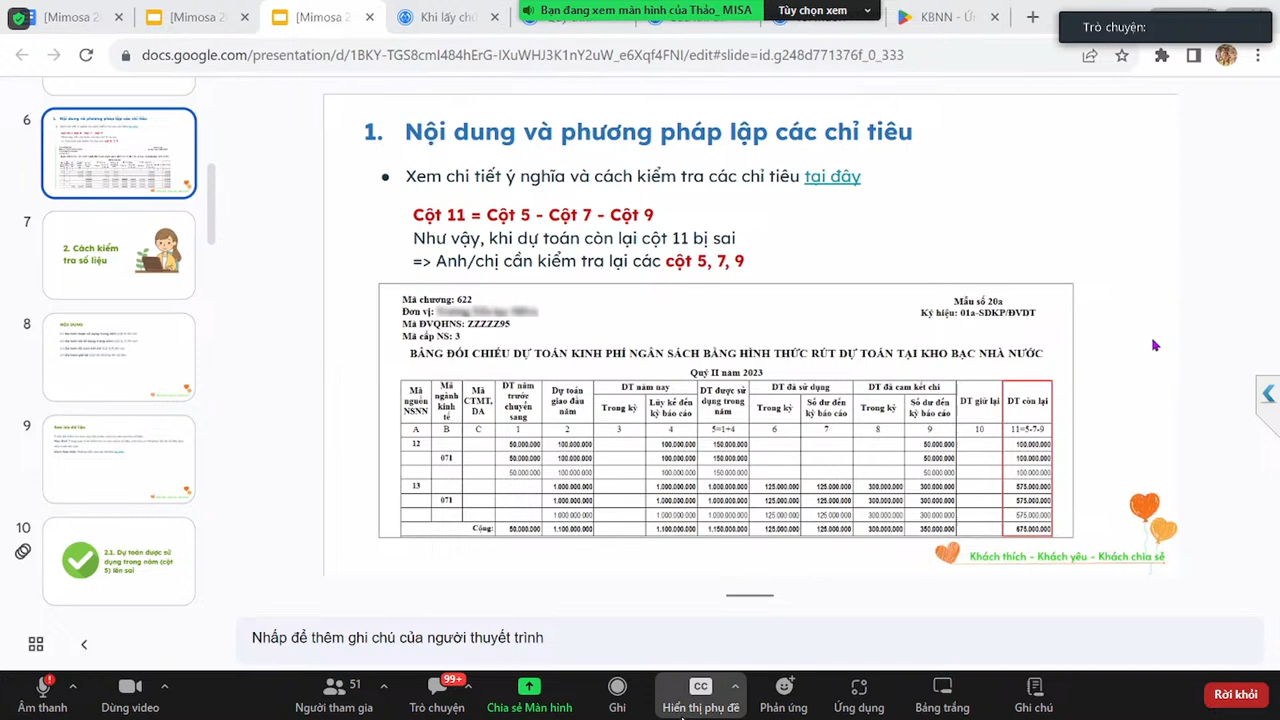 [Mimosa 2
[Mimosa 2
[Mimosa 2
Khi lấy ch
Bạn đang xem màn hình của Thảo_ MISA
Tùy chọn xem
KBNN - Ứ
Trò chuyện:
docs.google.com/presentation/d/1BKY-TGS8cnl484hErG-IXuWHJ3K1nY2uW_e6Xqf4FNI/edit#slide=id.g248d771376f_0_333
6
7
2. Cách kiểm
tra số liệu
8
NỘI DUNG
9
10
2.1. Dự toán được sử
dụng trong năm (cột
5) lên sai
1. Nội dung và phương pháp lập các chỉ tiêu
● Xem chi tiết ý nghĩa và cách kiểm tra các chỉ tiêu tại đây
Cột 11 = Cột 5 - Cột 7 - Cột 9
Như vậy, khi dự toán còn lại cột 11 bị sai
=> Anh/chị cần kiểm tra lại các cột 5, 7, 9
Mã chương: 622
Đơn vị:
Mã ĐVQHNS: ZZZZZ95
Mã cấp NS: 3
Mẫu số 20a
Ký hiệu: 01a-SDKP/ĐVDT
BẢNG ĐỐI CHIẾU DỰ TOÁN KINH PHÍ NGÂN SÁCH BẰNG HÌNH THỨC RÚT DỰ TOÁN TẠI KHO BẠC NHÀ NƯỚC
Quý II năm 2023
Mã nguồn NSNN Mã ngành kinh tế Mã CTMT, DA DT năm trước chuyển sang Dự toán giao đầu năm DT năm nay DT được sử dụng trong năm DT đã sử dụng DT đã cam kết chi DT giữ lại DT còn lại
Trong kỳ Lũy kế đến kỳ báo cáo Trong kỳ Số dư đến kỳ báo cáo Trong kỳ Số dư đến kỳ báo cáo
A B C 1 2 3 4 5=1+4 6 7 8 9 10 11=5-7-9
12 50.000.000 100.000.000 100.000.000 150.000.000 50.000.000 100.000.000
071 50.000.000 100.000.000 100.000.000 150.000.000 50.000.000 100.000.000
50.000.000 100.000.000 100.000.000 150.000.000 50.000.000 100.000.000
13 1.000.000.000 1.000.000.000 1.000.000.000 125.000.000 125.000.000 300.000.000 300.000.000 575.000.000
071 1.000.000.000 1.000.000.000 1.000.000.000 125.000.000 125.000.000 300.000.000 300.000.000 575.000.000
1.000.000.000 1.000.000.000 1.000.000.000 125.000.000 125.000.000 300.000.000 300.000.000 575.000.000
Cộng: 50.000.000 1.100.000.000 1.100.000.000 1.150.000.000 125.000.000 125.000.000 300.000.000 350.000.000 675.000.000
Khách thích - Khách yêu - Khách chia sẻ
Nhấp để thêm ghi chú của người thuyết trình
99+
51
CC
Âm thanh
Dừng video
Người tham gia
Trò chuyện
Chia sẻ Màn hình
Ghi
Hiển thị phụ đề
Phản ứng
Ứng dụng
Bảng trắng
Ghi chú
Rời khỏi